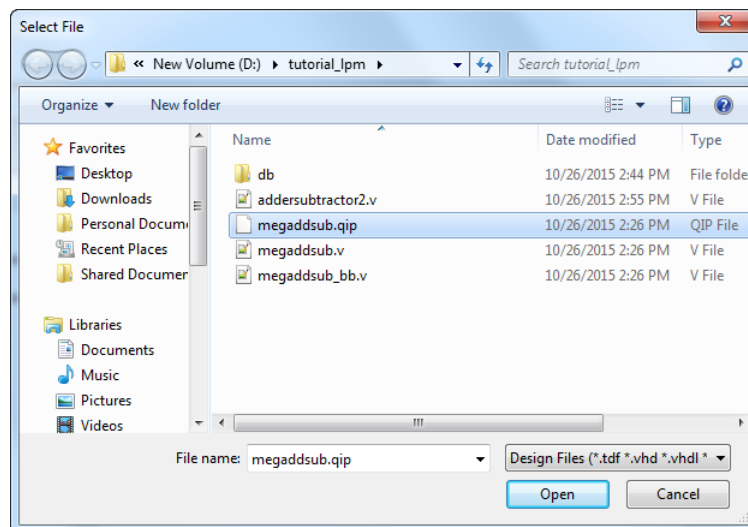 Select File
« New Volume (D:) ▸ tutorial_lpm ▸ Search tutorial_lpm
Organize New folder
Favorites
Desktop
Downloads
Personal Docume
Recent Places
Shared Documer
Libraries
Documents
Music
Pictures
Videos
Name Date modified Type
db 10/26/2015 2:44 PM File folde
addersubtractor2.v 10/26/2015 2:55 PM V File
megaddsub.qip 10/26/2015 2:26 PM QIP File
megaddsub.v 10/26/2015 2:26 PM V File
megaddsub_bb.v 10/26/2015 2:26 PM V File
File name: megaddsub.qip Design Files (*.tdf *.vhd *.vhdl *
Open Cancel